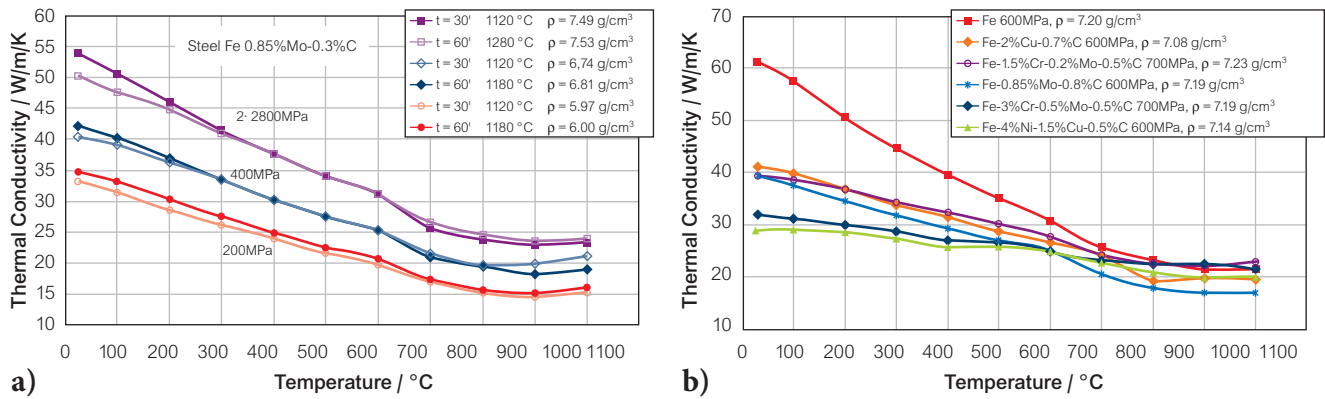 t = 30' 1120 °C ρ = 7.49 g/cm³
t = 60' 1280 °C ρ = 7.53 g/cm³
t = 30' 1120 °C ρ = 6,74 g/cm³
t = 60' 1180 °C ρ = 6.81 g/cm³
t = 30' 1120 °C ρ = 5.97 g/cm³
t = 60' 1180 °C ρ = 6.00 g/cm³
Steel Fe 0.85%Mo-0.3%C
2· 2800MPa
400MPa
200MPa
Thermal Conductivity / W/m/K
60
55
50
45
40
35
30
25
20
15
10
0 100 200 300 400 500 600 700 800 900 1000 1100
Temperature / °C
a)
Fe 600MPa, ρ = 7.20 g/cm³
Fe-2%Cu-0.7%C 600MPa, ρ = 7.08 g/cm³
Fe-1.5%Cr-0.2%Mo-0.5%C 700MPa, ρ = 7.23 g/cm³
Fe-0.85%Mo-0.8%C 600MPa, ρ = 7.19 g/cm³
Fe-3%Cr-0.5%Mo-0.5%C 700MPa, ρ = 7.19 g/cm³
Fe-4%Ni-1.5%Cu-0.5%C 600MPa, ρ = 7.14 g/cm³
Thermal Conductivity / W/m/K
70
60
50
40
30
20
10
0 100 200 300 400 500 600 700 800 900 1000 1100
Temperature / °C
b)